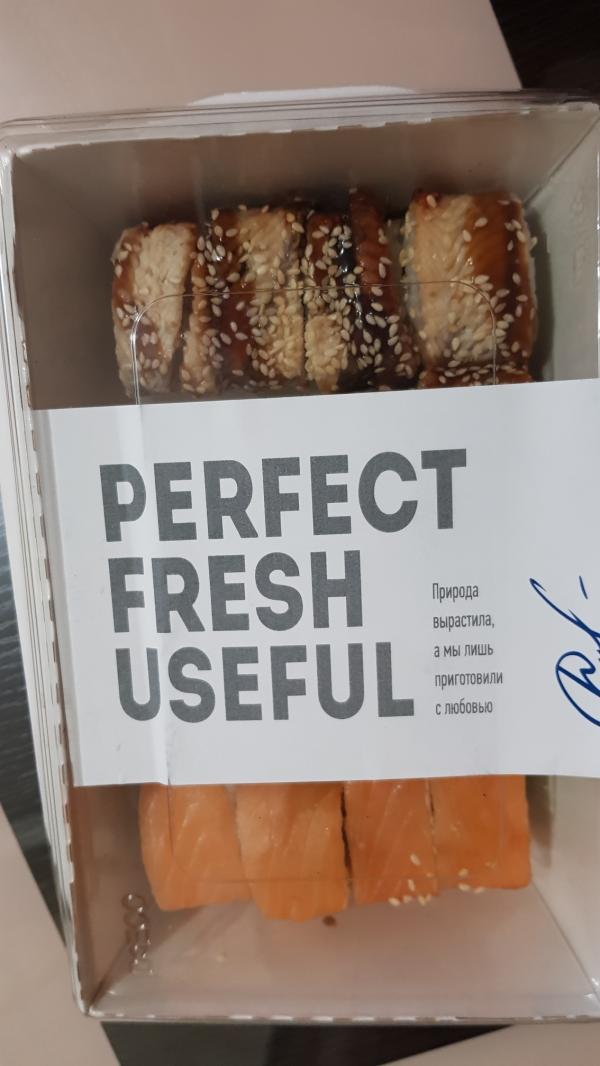 PERFECT
FRESH
USEFUL
Природа
вырастила,
а мы лишь
приготовили
с любовью